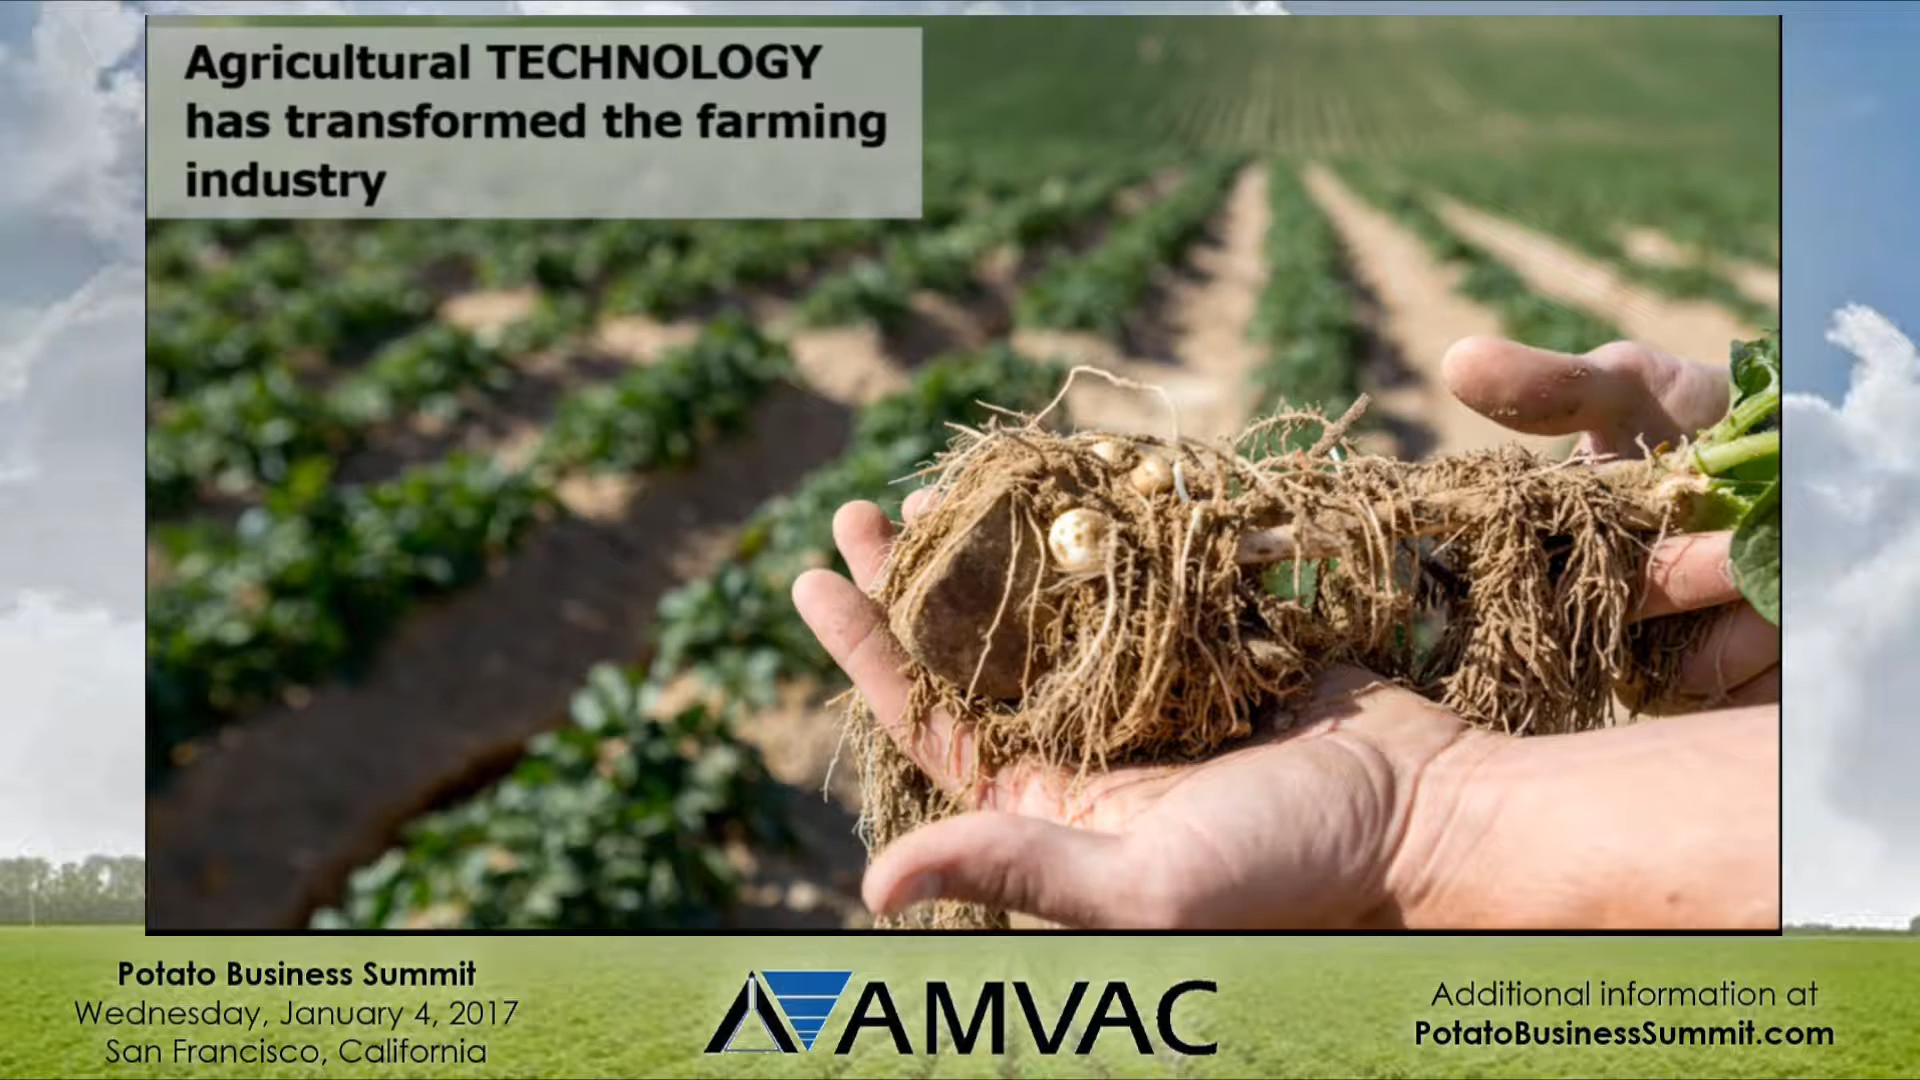 Agricultural TECHNOLOGY
has transformed the farming
industry
Potato Business Summit
Wednesday, January 4, 2017
San Francisco, California
AMVAC
Additional information at
PotatoBusinessSummit.com